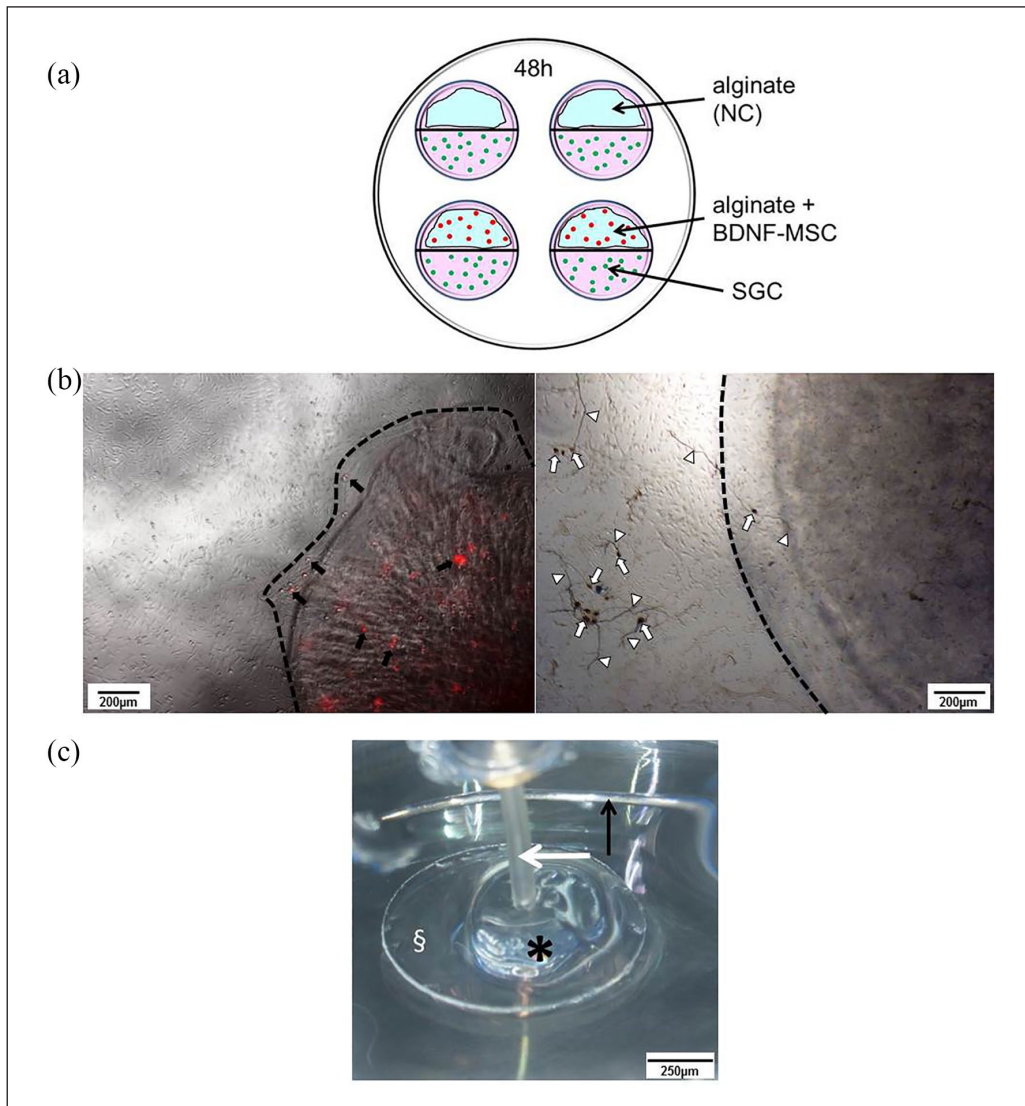 (a)
48h
alginate
(NC)
alginate +
BDNF-MSC
SGC
(b)
200µm
200µm
(c)
§
*
250µm